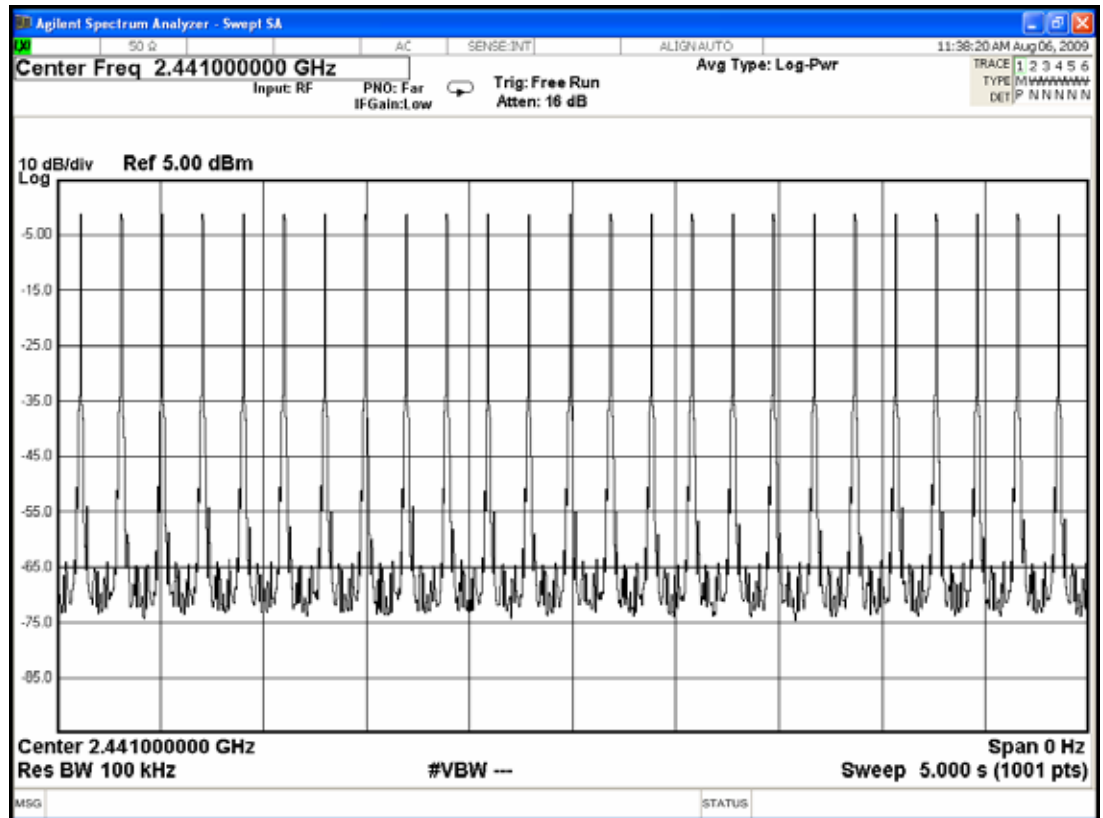 Agilent Spectrum Analyzer - Swept SA
LXI 50 Ω AC SENSE:INT ALIGNAUTO 11:38:20 AM Aug 06, 2009
Center Freq 2.441000000 GHz Avg Type: Log-Pwr TRACE 1 2 3 4 5 6
Input: RF PNO: Far Trig: Free Run TYPE M
IFGain:Low Atten: 16 dB DET P N N N N N
10 dB/div Ref 5.00 dBm
Log
-5.00
-15.0
-25.0
-35.0
-45.0
-55.0
-65.0
-75.0
-85.0
Center 2.441000000 GHz Span 0 Hz
Res BW 100 kHz #VBW --- Sweep 5.000 s (1001 pts)
MSG STATUS